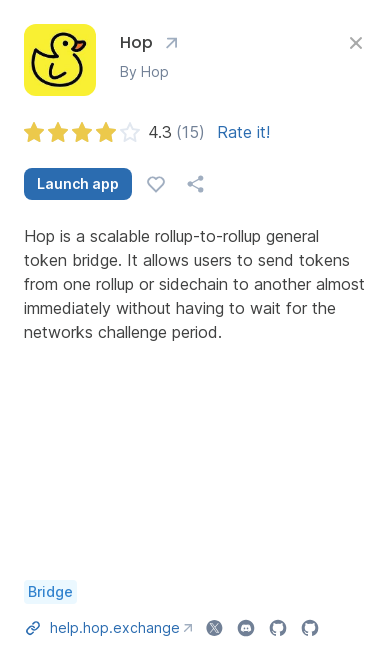 Hop
By Hop
4.3 (15) Rate it!
Launch app
Hop is a scalable rollup-to-rollup general
token bridge. It allows users to send tokens
from one rollup or sidechain to another almost
immediately without having to wait for the
networks challenge period.
Bridge
help.hop.exchange